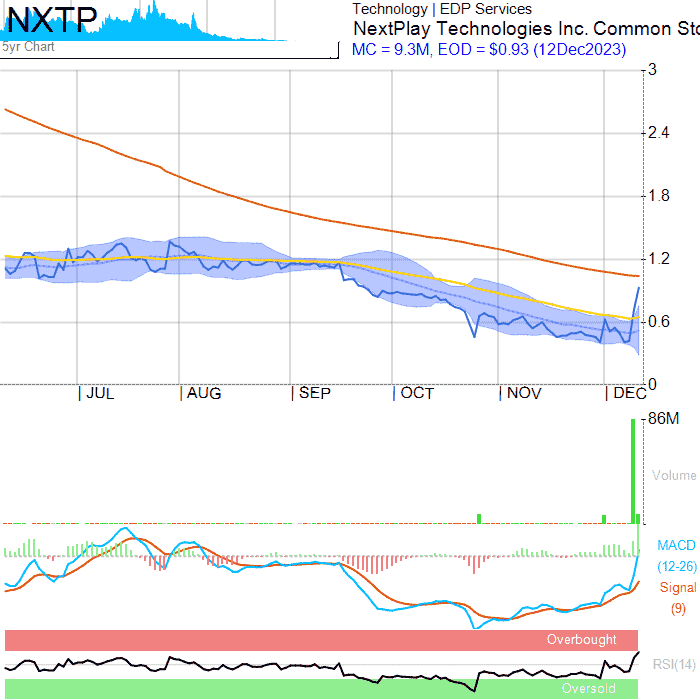 NXTP
5yr Chart
Technology | EDP Services
NextPlay Technologies Inc. Common Sto
MC = 9.3M, EOD = $0.93 (12Dec2023)
3
2.4
1.8
1.2
0.6
0
| JUL | AUG | SEP | OCT | NOV | DEC
86M
Volume
MACD
(12-26)
Signal
(9)
Overbought
RSI(14)
Oversold